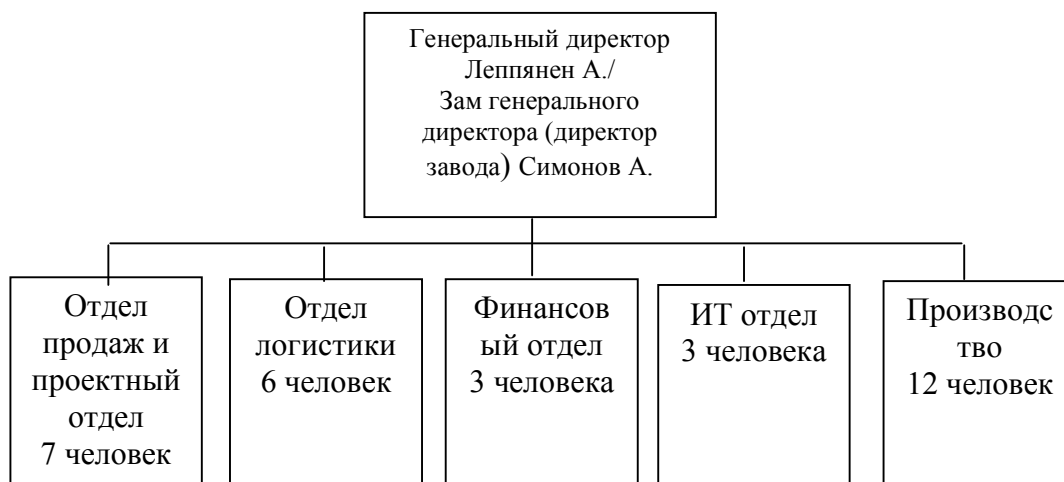 Генеральный директор
Леппянен А./
Зам генерального
директора (директор
завода) Симонов А.
Отдел
продаж и
проектный
отдел
7 человек
Отдел
логистики
6 человек
Финансов
ый отдел
3 человека
ИТ отдел
3 человека
Производс
тво
12 человек